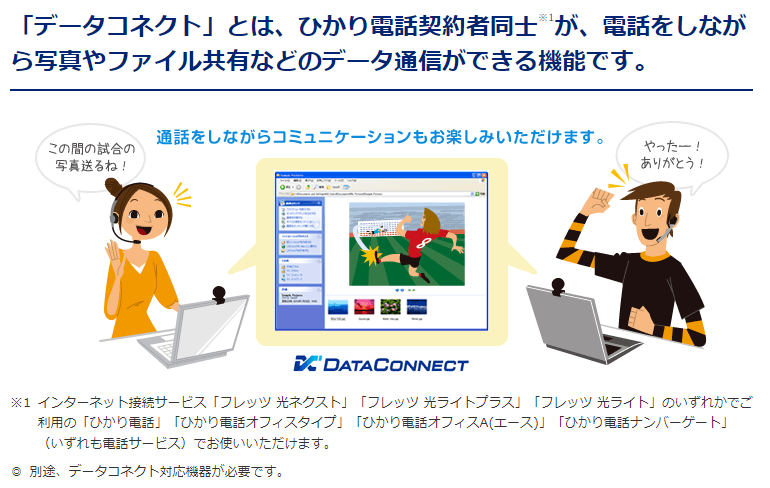 「データコネクト」とは、ひかり電話契約者同士※1が、電話をしなが
ら写真やファイル共有などのデータ通信ができる機能です。
通話をしながらコミュニケーションもお楽しみいただけます。
この間の試合の
写真送るね！
やったー！
ありがとう！
8
DATACONNECT
※1 インターネット接続サービス「フレッツ 光ネクスト」「フレッツ 光ライトプラス」「フレッツ 光ライト」のいずれかでご
利用の「ひかり電話」「ひかり電話オフィスタイプ」「ひかり電話オフィスA(エース)」「ひかり電話ナンバーゲート」
（いずれも電話サービス）でお使いいただけます。
◎ 別途、データコネクト対応機器が必要です。